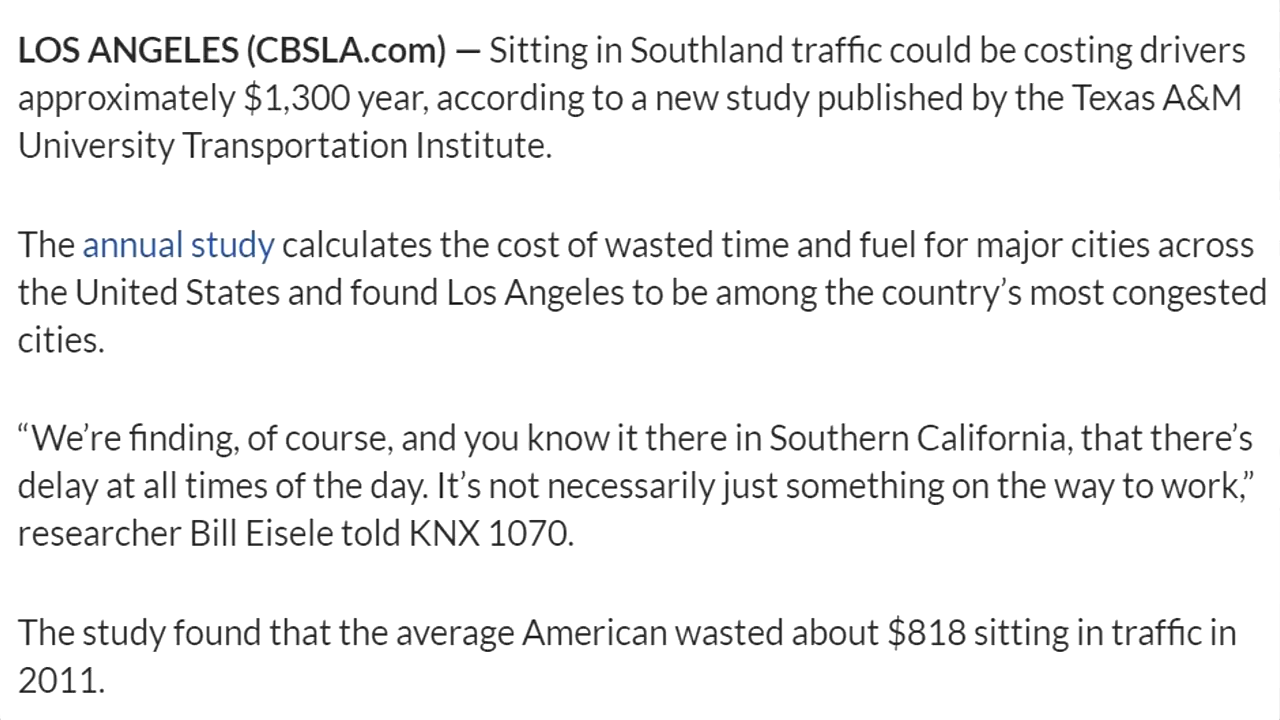 LOS ANGELES (CBSLA.com) — Sitting in Southland traffic could be costing drivers
approximately $1,300 year, according to a new study published by the Texas A&M
University Transportation Institute.
The annual study calculates the cost of wasted time and fuel for major cities across
the United States and found Los Angeles to be among the country’s most congested
cities.
“We’re finding, of course, and you know it there in Southern California, that there’s
delay at all times of the day. It’s not necessarily just something on the way to work,”
researcher Bill Eisele told KNX 1070.
The study found that the average American wasted about $818 sitting in traffic in
2011.